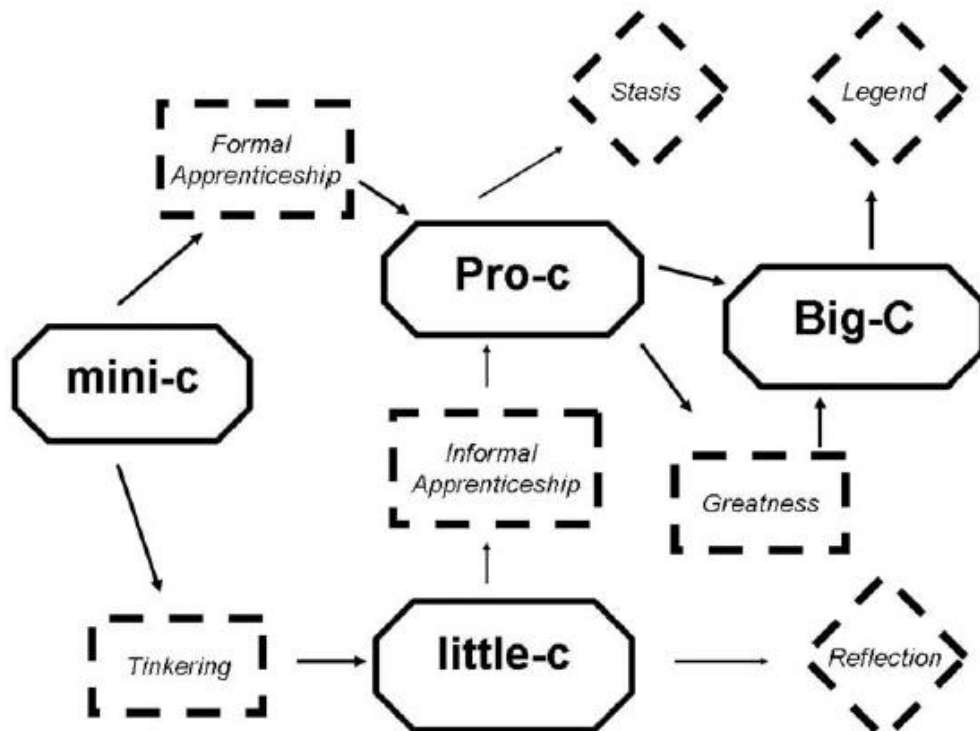 Stasis
Legend
Formal
Apprenticeship
Pro-c
Big-C
mini-c
Informal
Apprenticeship
Greatness
Tinkering
little-c
Reflection